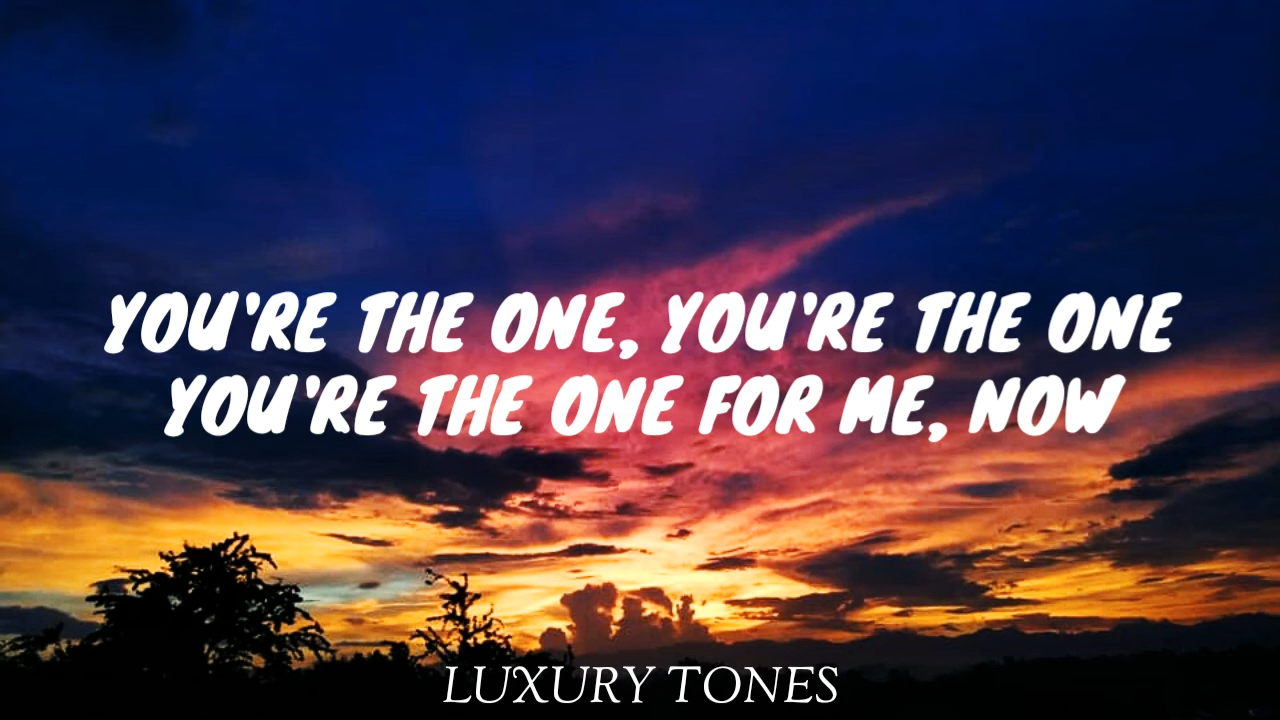 YOU'RE THE ONE, YOU'RE THE ONE
YOU'RE THE ONE FOR ME, NOW
LUXURY TONES